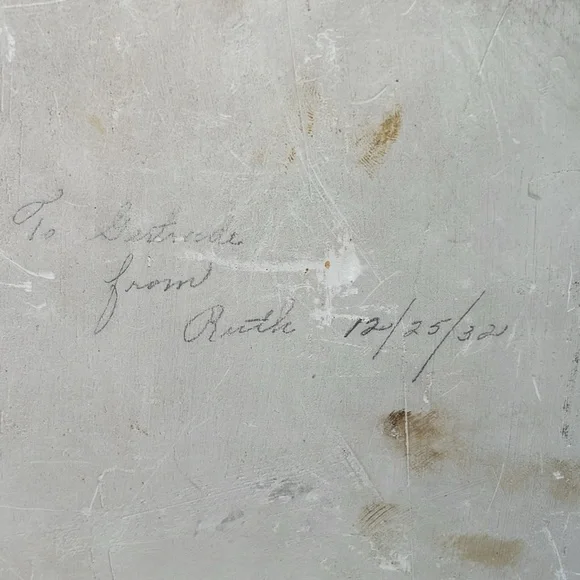 To Gertrude
from
Ruth 12/25/32